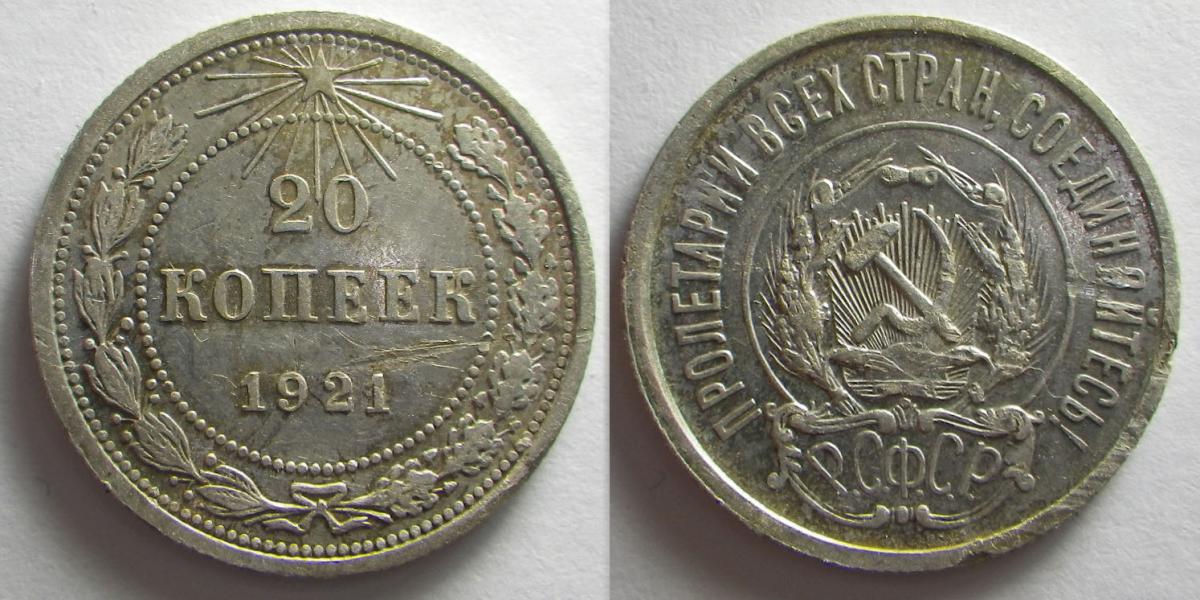 20
КОПЕЕК
1921
ПРОЛЕТАРИИ ВСЕХ СТРАН, СОЕДИНЯЙТЕСЬ!
Р.С.Ф.С.Р.